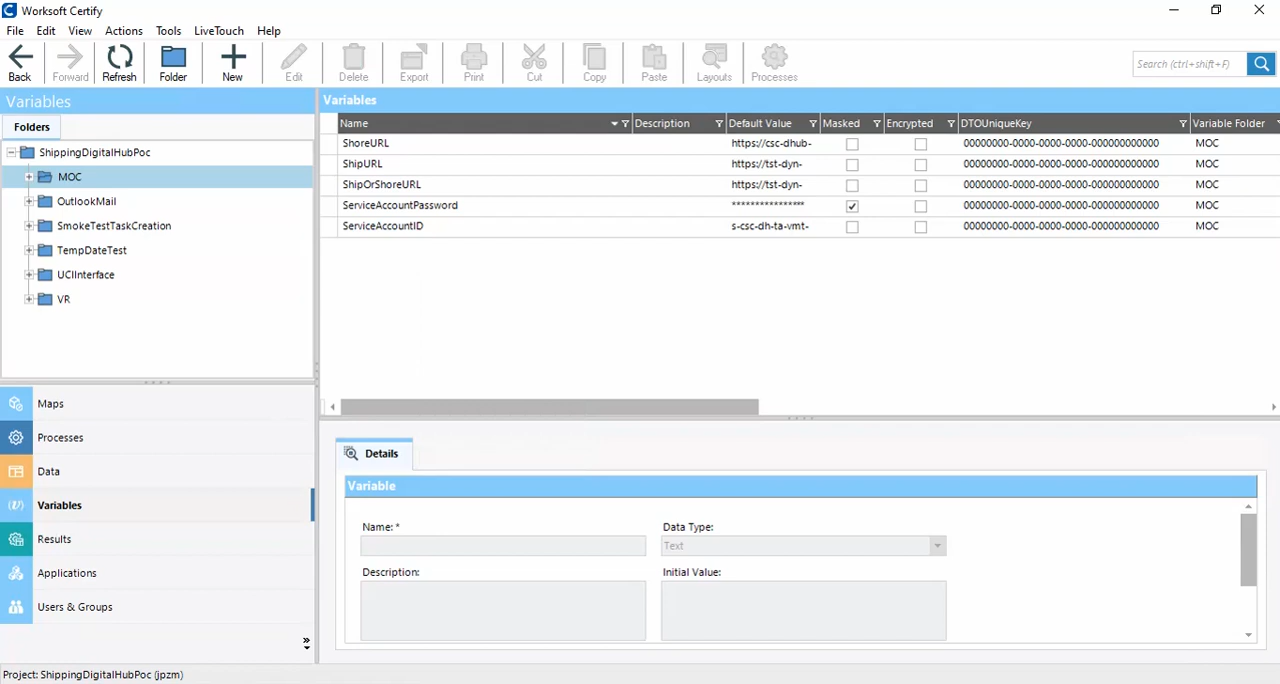 Worksoft Certify
File Edit View Actions Tools LiveTouch Help
Back Forward Refresh Folder New Edit Delete Export Print Cut Copy Paste Layouts Processes
Search (ctrl+shift+F)
Variables
Folders
ShippingDigitalHubPoc
MOC
OutlookMail
SmokeTestTaskCreation
TempDateTest
UCIInterface
VR
Maps
Processes
Data
Variables
Results
Applications
Users & Groups
Variables
Name Description Default Value Masked Encrypted DTOUniqueKey Variable Folder
ShoreURL https://csc-dhub- 00000000-0000-0000-0000-000000000000 MOC
ShipURL https://tst-dyn- 00000000-0000-0000-0000-000000000000 MOC
ShipOrShoreURL https://tst-dyn- 00000000-0000-0000-0000-000000000000 MOC
ServiceAccountPassword **************** 00000000-0000-0000-0000-000000000000 MOC
ServiceAccountID s-csc-dh-ta-vmt- 00000000-0000-0000-0000-000000000000 MOC
Details
Variable
Name: * Data Type:
Text
Description: Initial Value:
Project: ShippingDigitalHubPoc (jpzm)